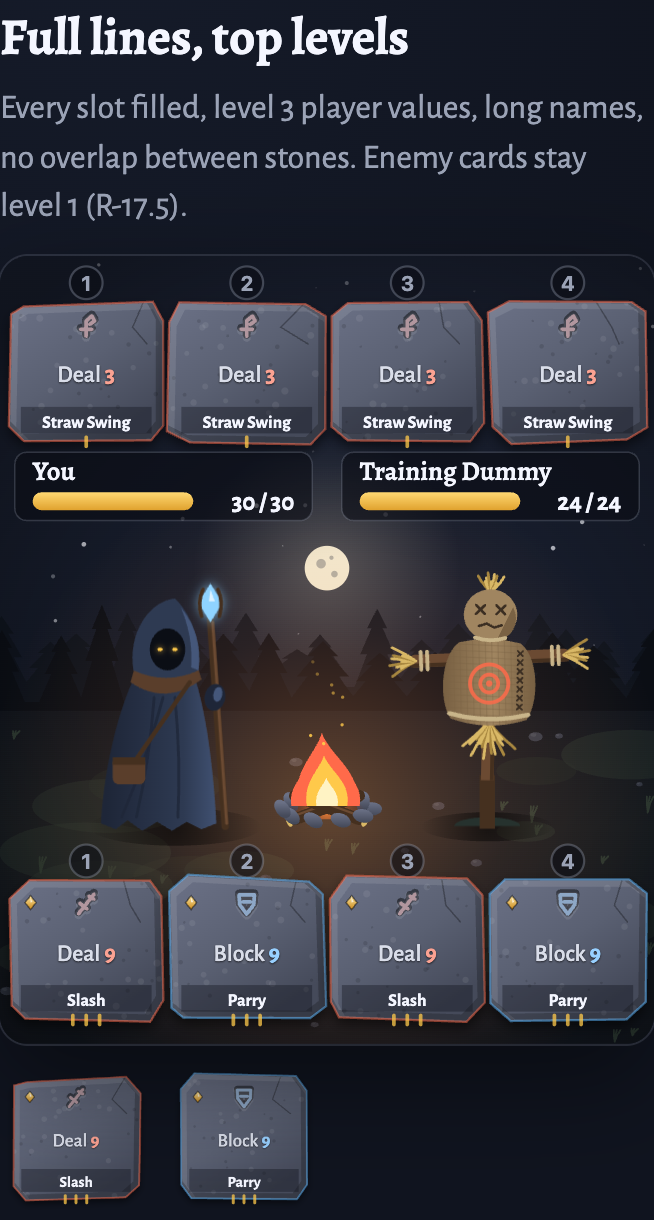 Full lines, top levels
Every slot filled, level 3 player values, long names,
no overlap between stones. Enemy cards stay
level 1 (R-17.5).
1 2 3 4
Deal 3 Deal 3 Deal 3 Deal 3
Straw Swing Straw Swing Straw Swing Straw Swing
You Training Dummy
30/30 24/24
1 2 3 4
Deal 9 Block 9 Deal 9 Block 9
Slash Parry Slash Parry
Deal 9 Block 9
Slash Parry